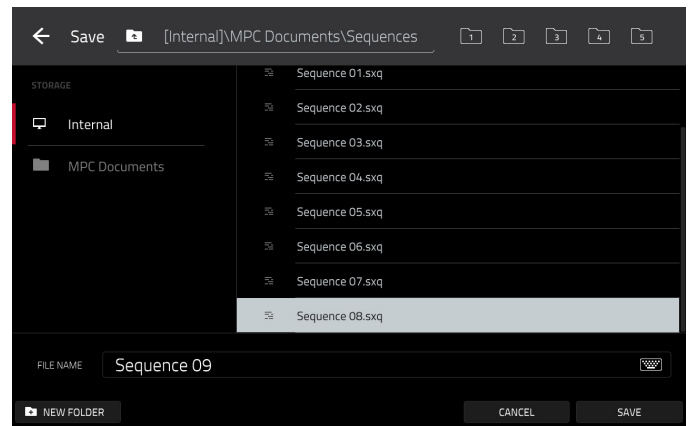 Save [Internal]\MPC Documents\Sequences 1 2 3 4 5
STORAGE
Internal
MPC Documents
Sequence 01.sxq
Sequence 02.sxq
Sequence 03.sxq
Sequence 04.sxq
Sequence 05.sxq
Sequence 06.sxq
Sequence 07.sxq
Sequence 08.sxq
FILE NAME Sequence 09
NEW FOLDER CANCEL SAVE